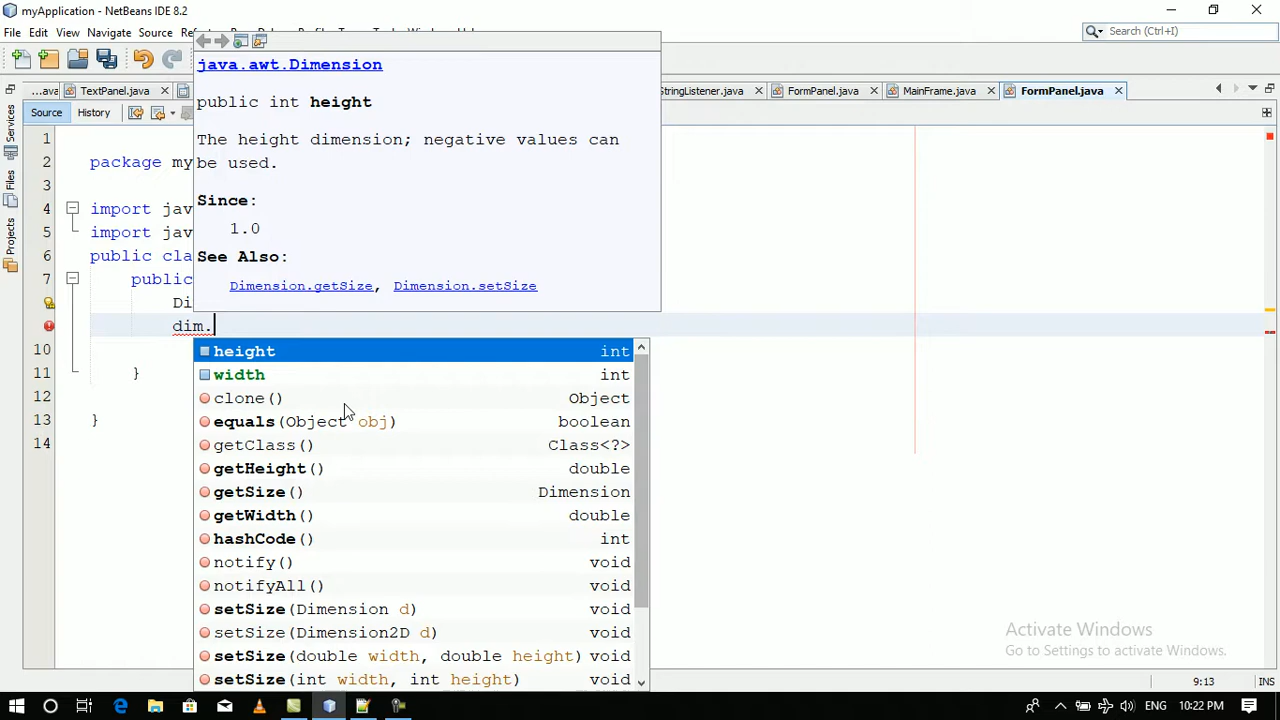 myApplication - NetBeans IDE 8.2
File Edit View Navigate Source
Search (Ctrl+I)
...ava TextPanel.java StringListener.java FormPanel.java MainFrame.java FormPanel.java
Source History
Services
Files
Projects
java.awt.Dimension
public int height
The height dimension; negative values can
be used.
Since:
1.0
See Also:
Dimension.getSize, Dimension.setSize
1
2 package my
3
4 import jav
5 import jav
6 public cla
7 public
Di
dim.
10
11 }
12
13 }
14
height int
width int
clone() Object
equals(Object obj) boolean
getClass() Class<?>
getHeight() double
getSize() Dimension
getWidth() double
hashCode() int
notify() void
notifyAll() void
setSize(Dimension d) void
setSize(Dimension2D d) void
setSize(double width, double height) void
setSize(int width, int height) void
Activate Windows
Go to Settings to activate Windows.
9:13 INS
ENG 10:22 PM